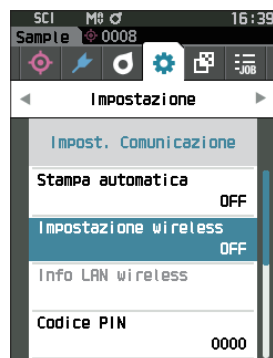 SCI M0 16:39
Sample 0008
JOB
Impostazione
Impost. Comunicazione
Stampa automatica
OFF
Impostazione wireless
OFF
Info LAN wireless
Codice PIN
0000